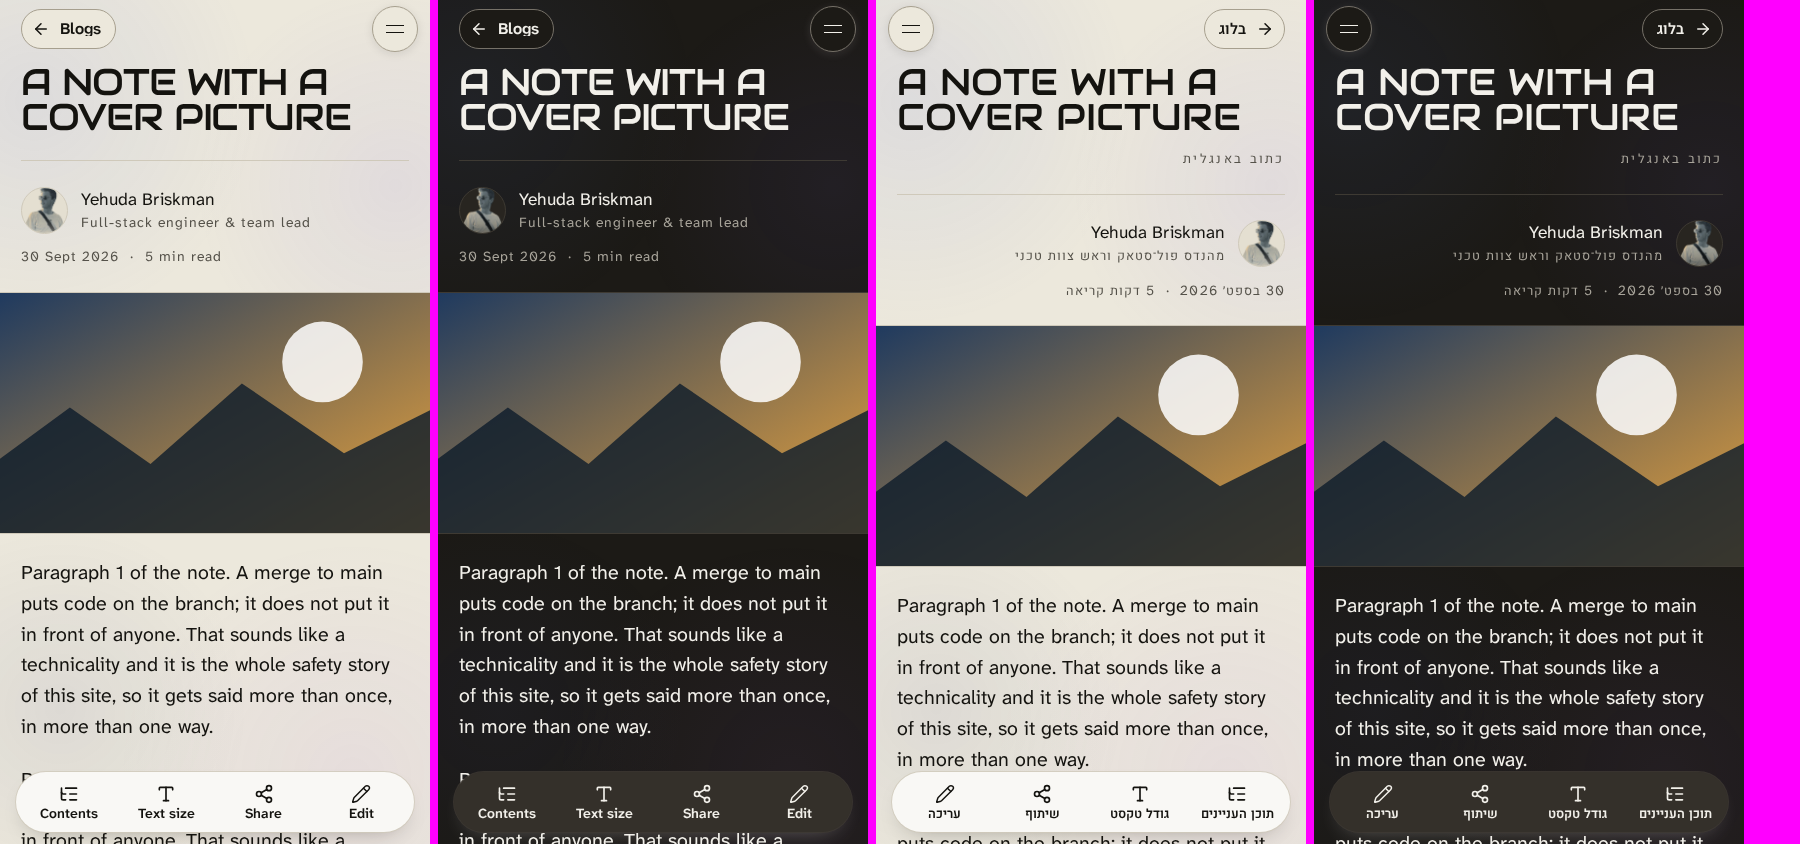 Blogs
A NOTE WITH A
COVER PICTURE
Yehuda Briskman
Full-stack engineer & team lead
30 Sept 2026 · 5 min read
Paragraph 1 of the note. A merge to main
puts code on the branch; it does not put it
in front of anyone. That sounds like a
technicality and it is the whole safety story
of this site, so it gets said more than once,
in more than one way.
Contents Text size Share Edit
in front of anyone. That sounds like a
Blogs
A NOTE WITH A
COVER PICTURE
Yehuda Briskman
Full-stack engineer & team lead
30 Sept 2026 · 5 min read
Paragraph 1 of the note. A merge to main
puts code on the branch; it does not put it
in front of anyone. That sounds like a
technicality and it is the whole safety story
of this site, so it gets said more than once,
in more than one way.
Contents Text size Share Edit
in front of anyone. That sounds like a
בלוג
A NOTE WITH A
COVER PICTURE
כתוב באנגלית
Yehuda Briskman
מהנדס פול־סטאק וראש צוות טכני
30 בספט׳ 2026 · 5 דקות קריאה
Paragraph 1 of the note. A merge to main
puts code on the branch; it does not put it
in front of anyone. That sounds like a
technicality and it is the whole safety story
of this site, so it gets said more than once,
in more than one way.
תוכן העניינים גודל טקסט שיתוף עריכה
puts code on the branch; it does not put it
בלוג
A NOTE WITH A
COVER PICTURE
כתוב באנגלית
Yehuda Briskman
מהנדס פול־סטאק וראש צוות טכני
30 בספט׳ 2026 · 5 דקות קריאה
Paragraph 1 of the note. A merge to main
puts code on the branch; it does not put it
in front of anyone. That sounds like a
technicality and it is the whole safety story
of this site, so it gets said more than once,
in more than one way.
תוכן העניינים גודל טקסט שיתוף עריכה
puts code on the branch; it does not put it